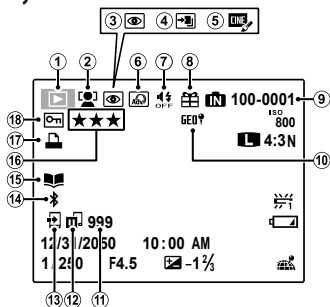 ③ ④ ⑤ CINE
① ② ⑥ ⑦ ⑧
OFF
100-0001 ⑨
ISO
800
⑱ GEO
L 4:3 N
⑰ ⑯ ⑩
⑮
⑭
999
12/31/2050 10:00 AM
1/250 F4.5 -1⅔
⑬ ⑫ ⑪